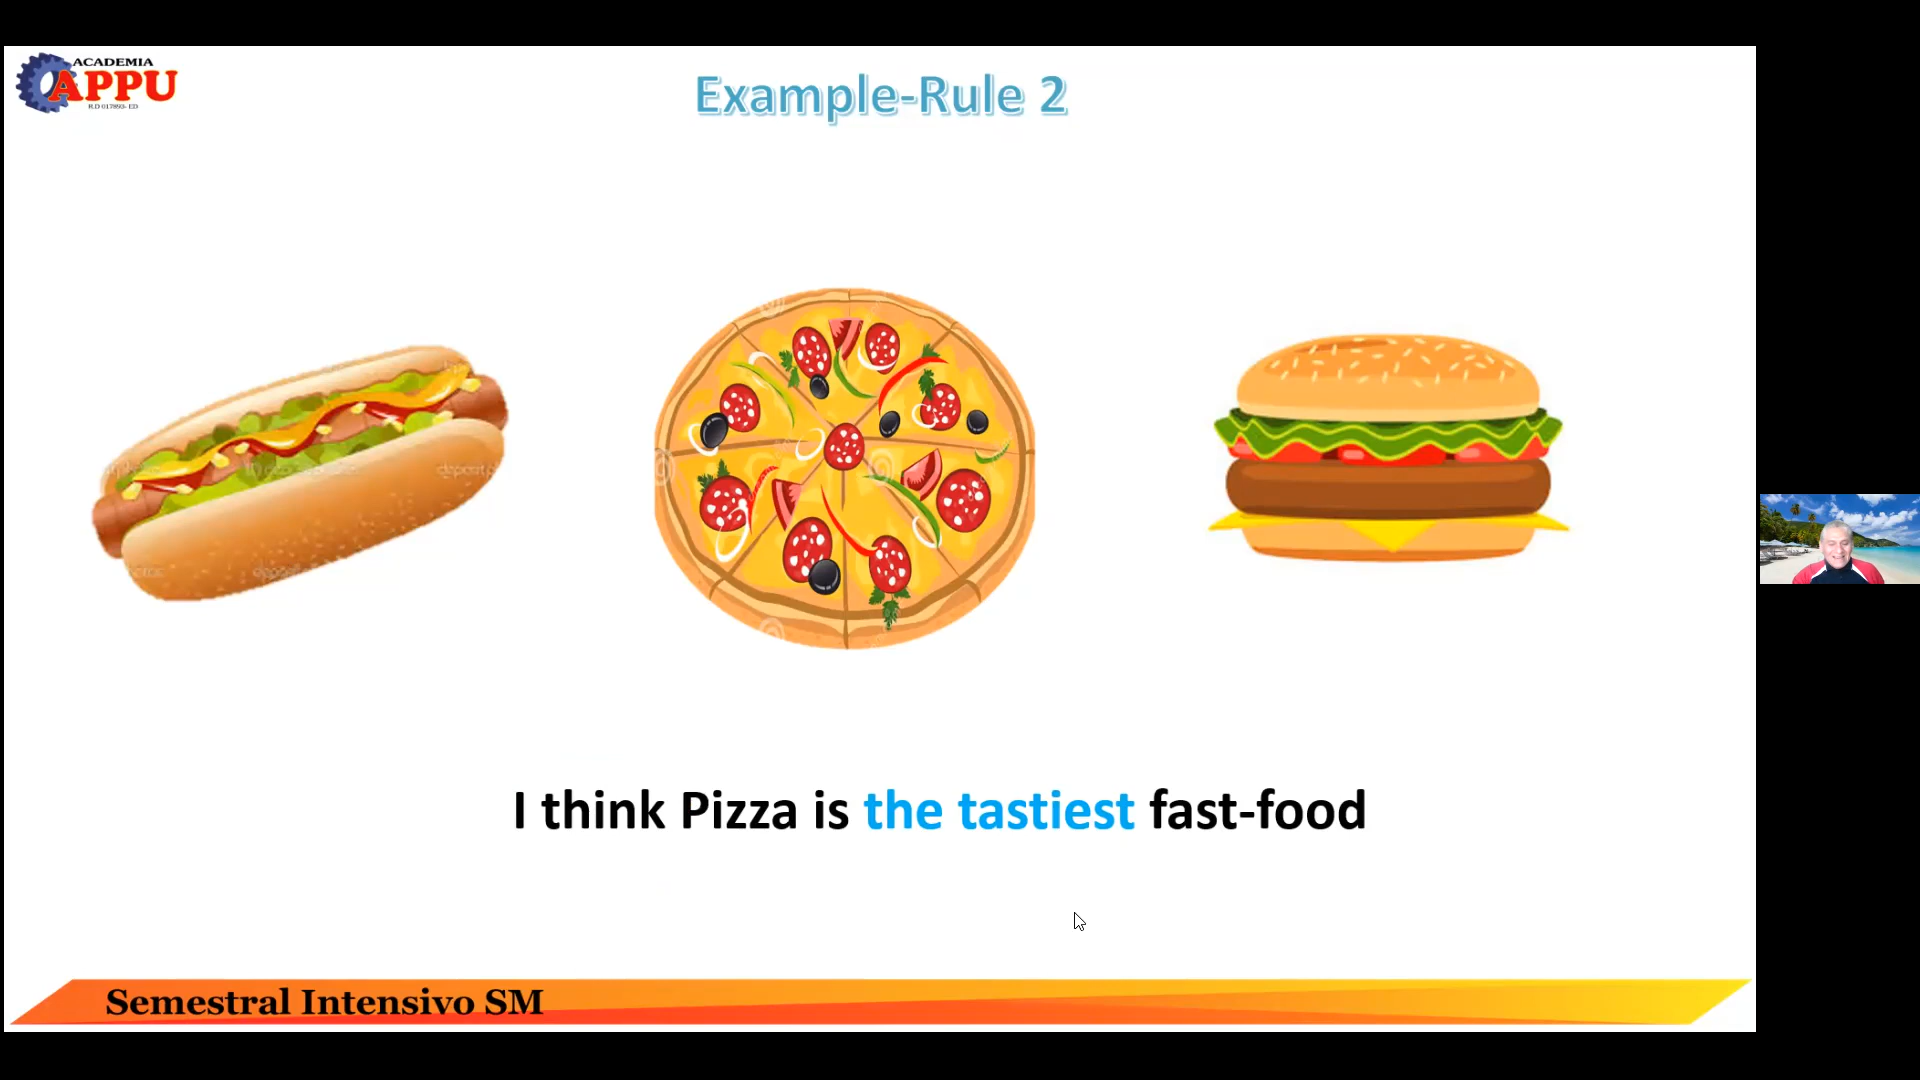 ACADEMIA
APPU
R.D 017893- ED
Example-Rule 2
I think Pizza is the tastiest fast-food
Semestral Intensivo SM